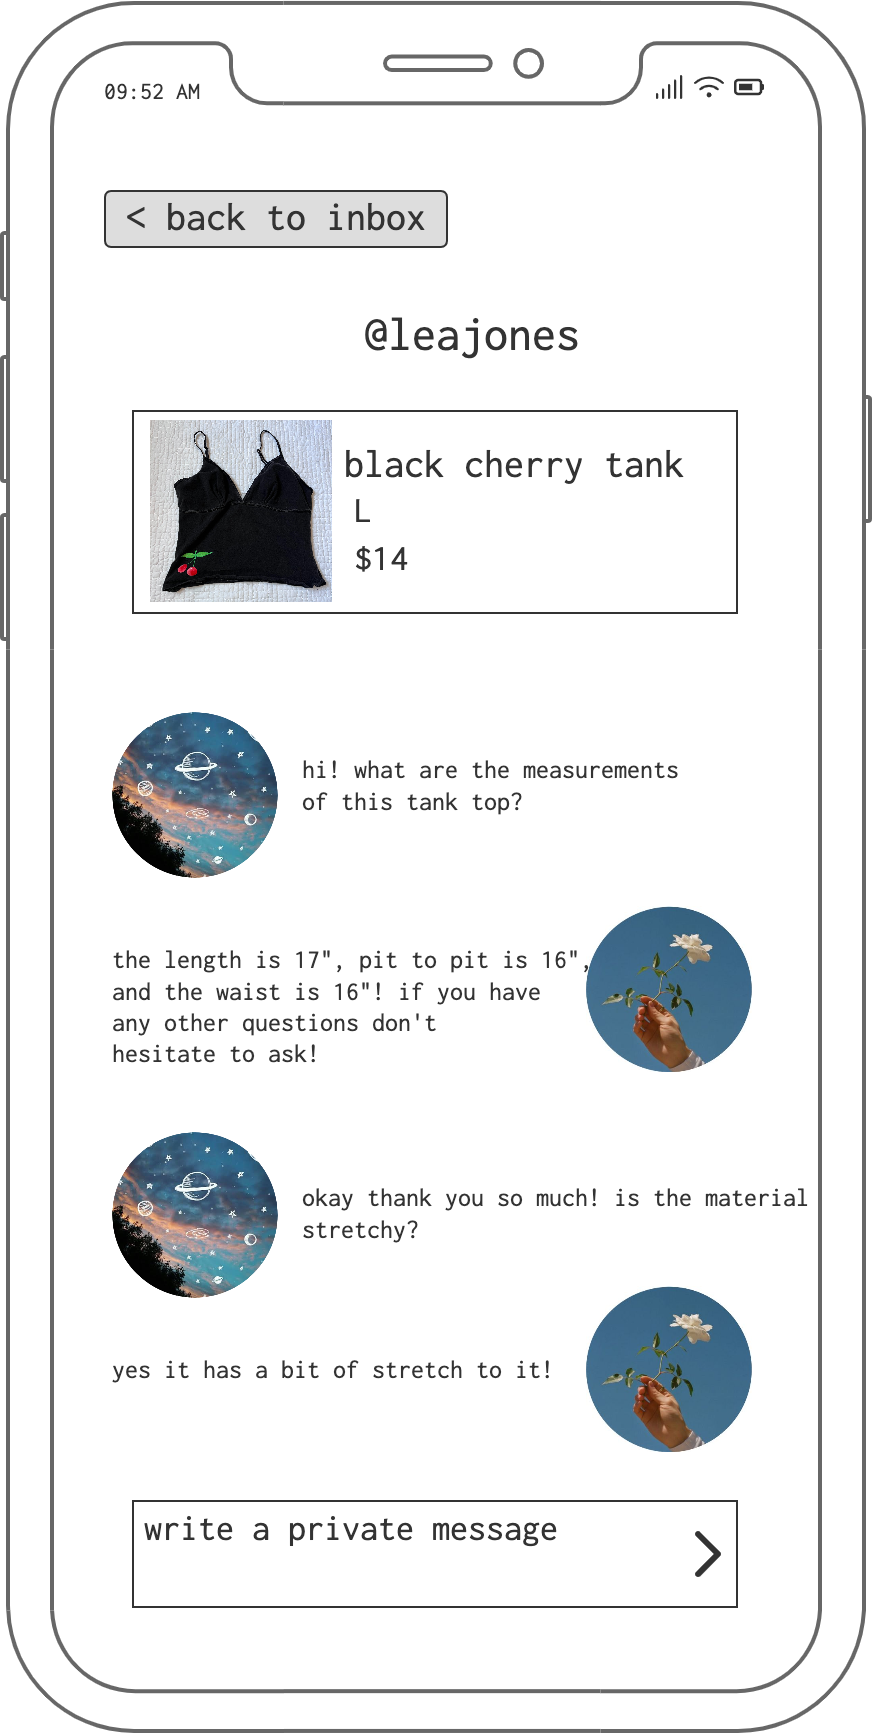 09:52 AM
< back to inbox
@leajones
black cherry tank
L
$14
hi! what are the measurements
of this tank top?
the length is 17", pit to pit is 16",
and the waist is 16"! if you have
any other questions don't
hesitate to ask!
okay thank you so much! is the material
stretchy?
yes it has a bit of stretch to it!
write a private message